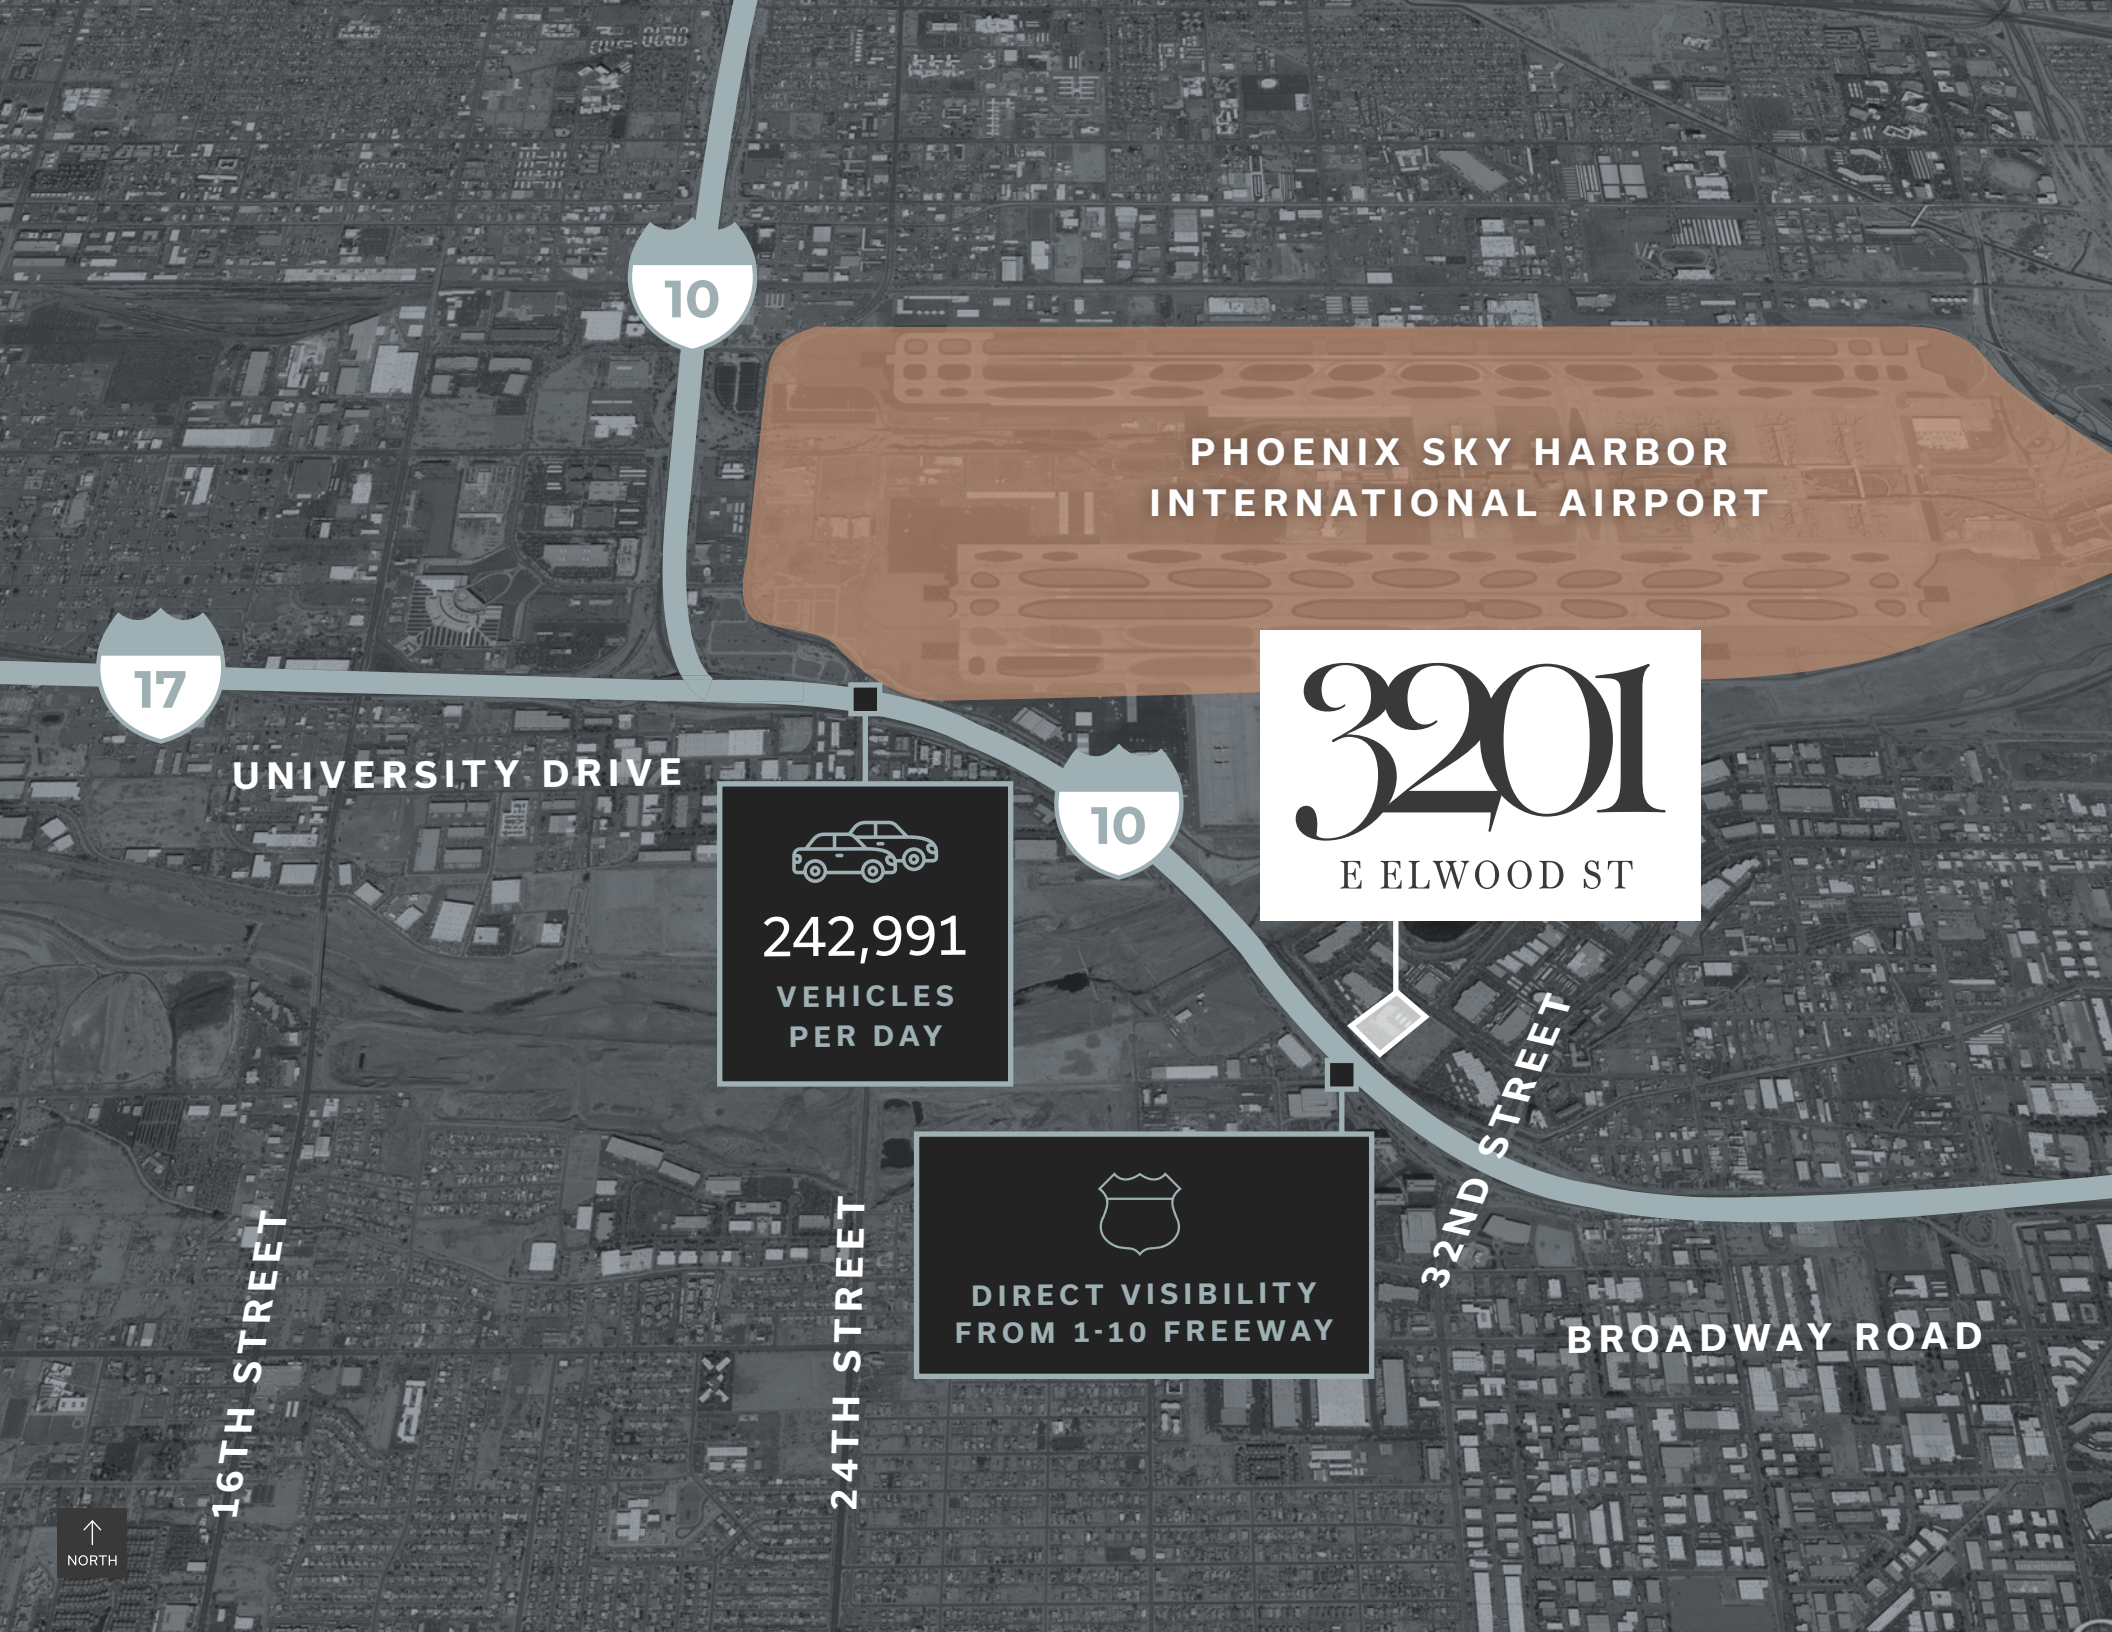 10
PHOENIX SKY HARBOR
INTERNATIONAL AIRPORT
17
UNIVERSITY DRIVE
10
3201
E ELWOOD ST
242,991
VEHICLES
PER DAY
32ND STREET
DIRECT VISIBILITY
FROM 1-10 FREEWAY
BROADWAY ROAD
16TH STREET
24TH STREET
NORTH